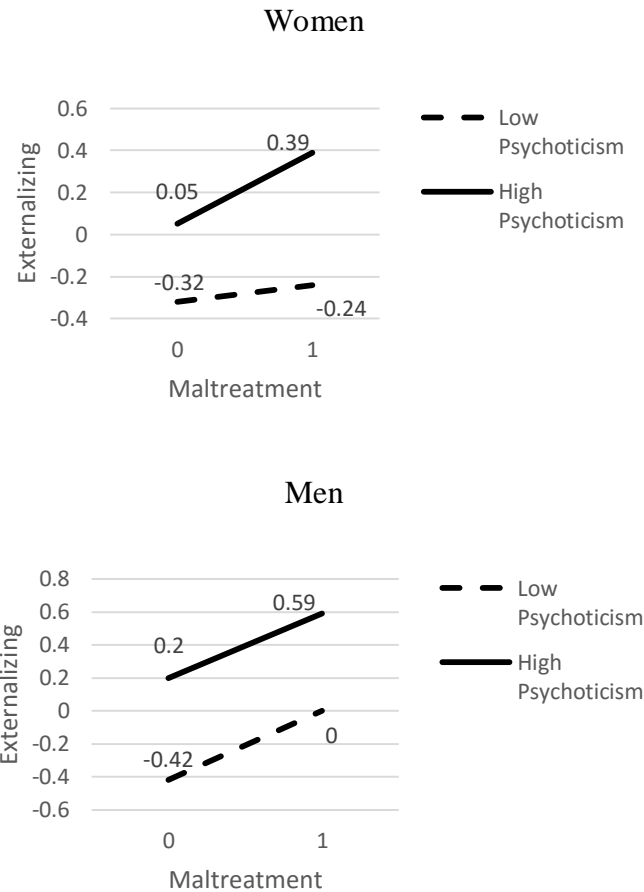 Women
0.6
0.4
0.2
0
-0.2
-0.4
Externalizing
0.05
0.39
-0.32
-0.24
0
1
Maltreatment
Low
Psychoticism
High
Psychoticism
Men
0.8
0.6
0.4
0.2
0
-0.2
-0.4
-0.6
Externalizing
0.2
0.59
-0.42
0
0
1
Maltreatment
Low
Psychoticism
High
Psychoticism